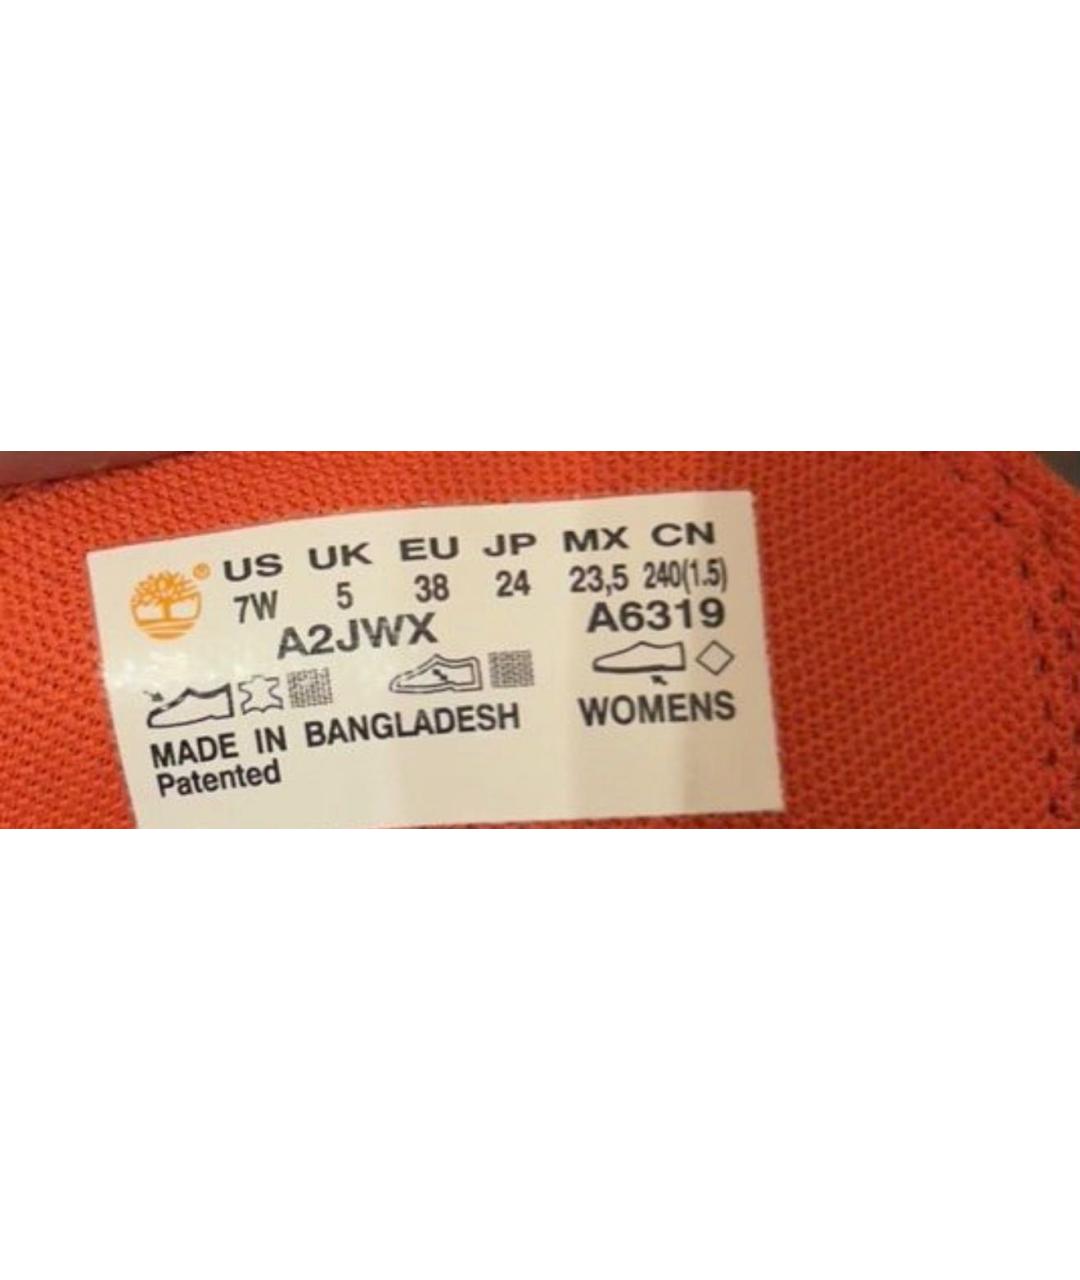 ® US UK EU JP MX CN
7W 5 38 24 23,5 240(1.5)
A2JWX A6319
MADE IN BANGLADESH WOMENS
Patented